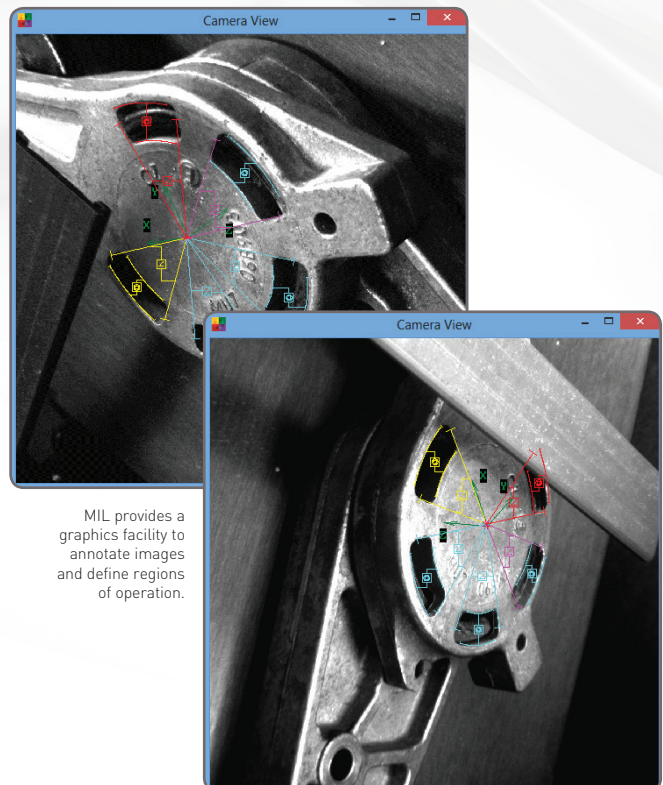 Camera View
Camera View
MIL provides a
graphics facility to
annotate images
and define regions
of operation.